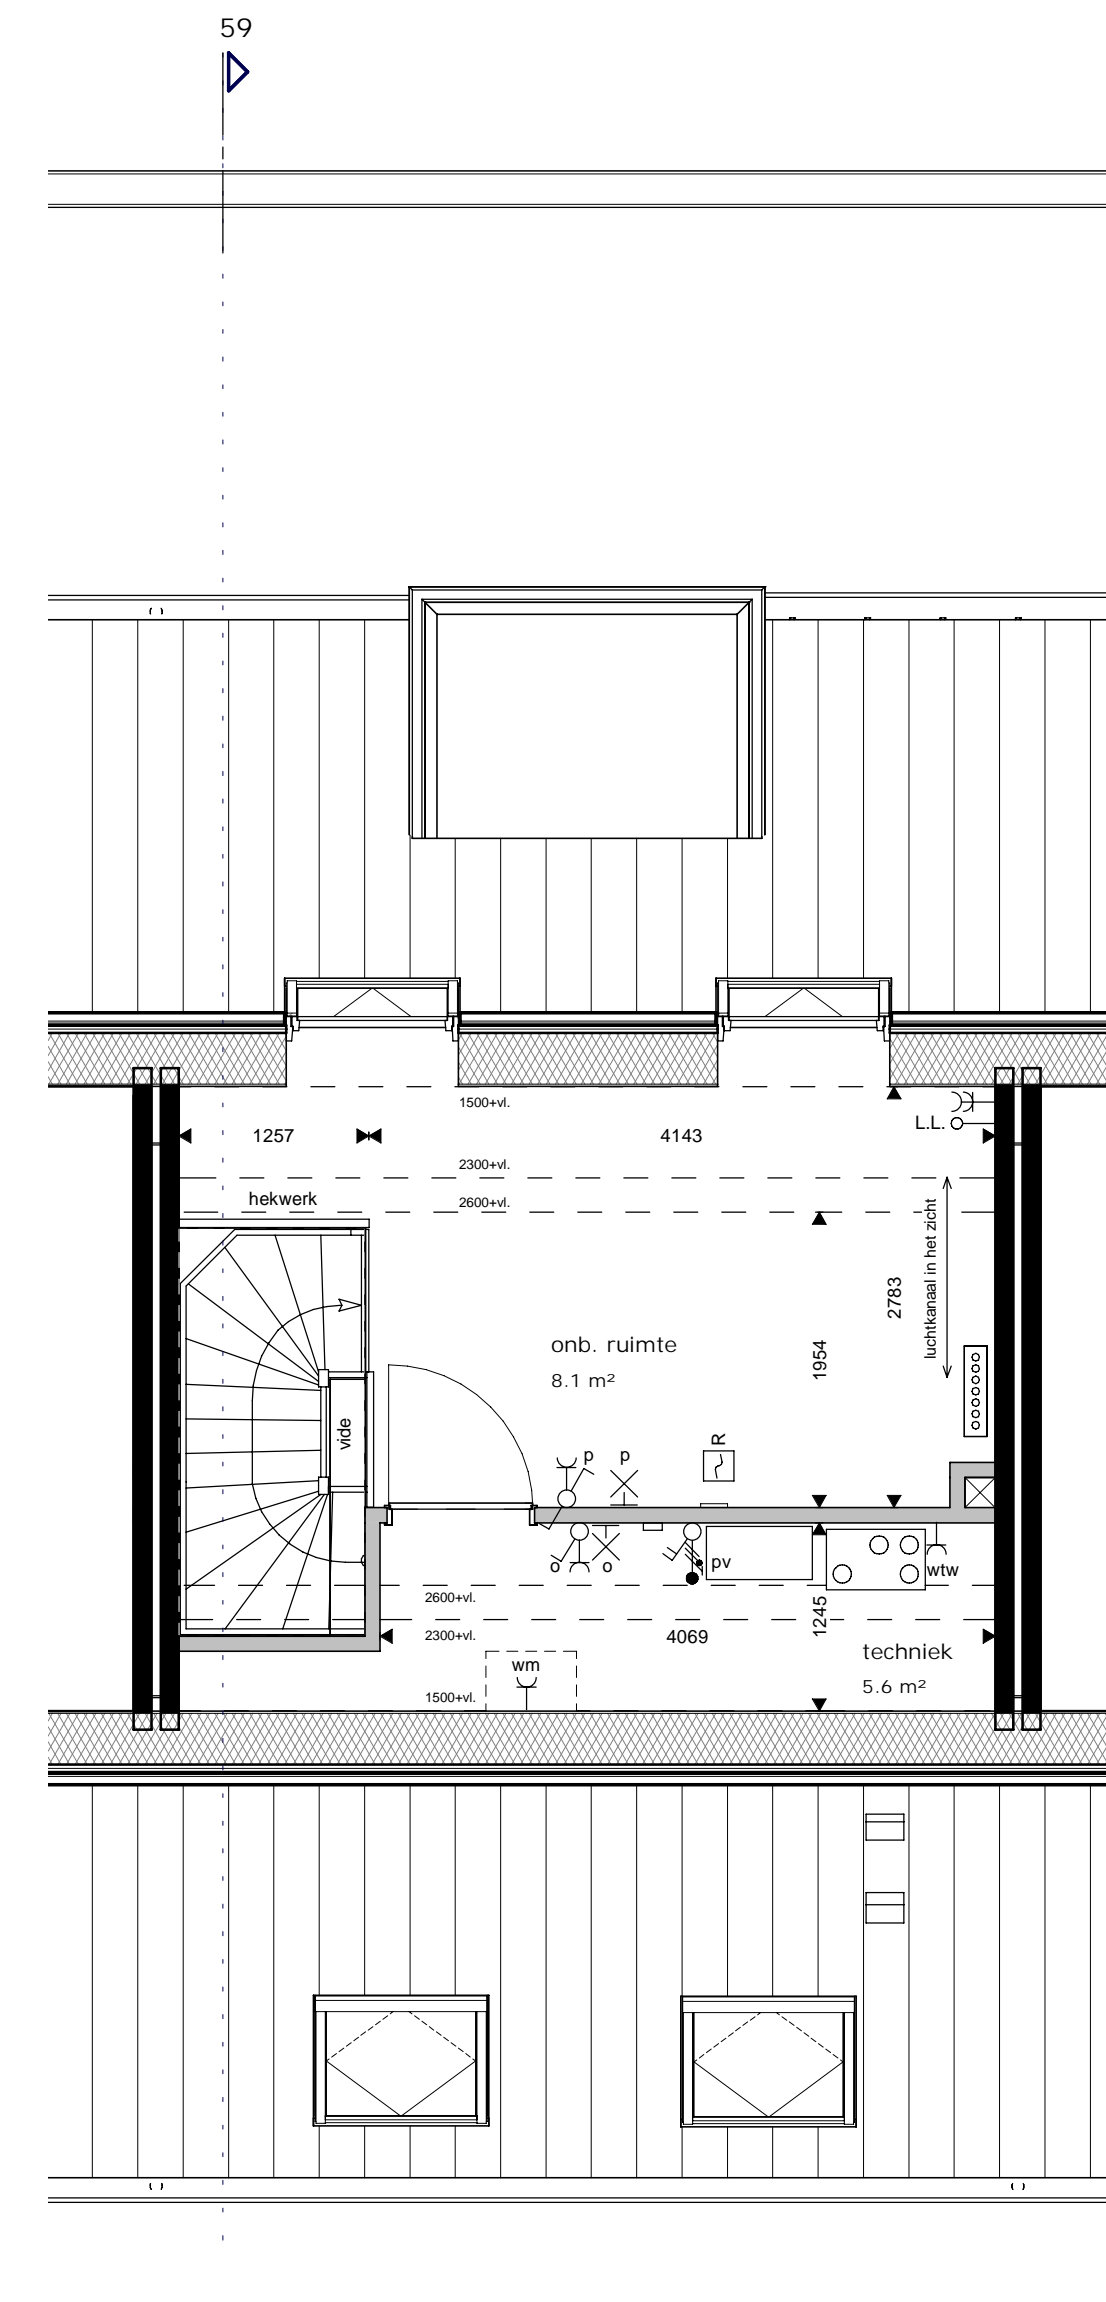 59
1500+vl.
L.L.
1257
4143
2300+vl.
hekwerk
2600+vl.
luchtkanaal in het zicht
2783
onb. ruimte
1954
8.1 m²
vide
R
p
p
o
o
pv
wtw
2600+vl.
1245
2300+vl.
4069
techniek
wm
5.6 m²
1500+vl.